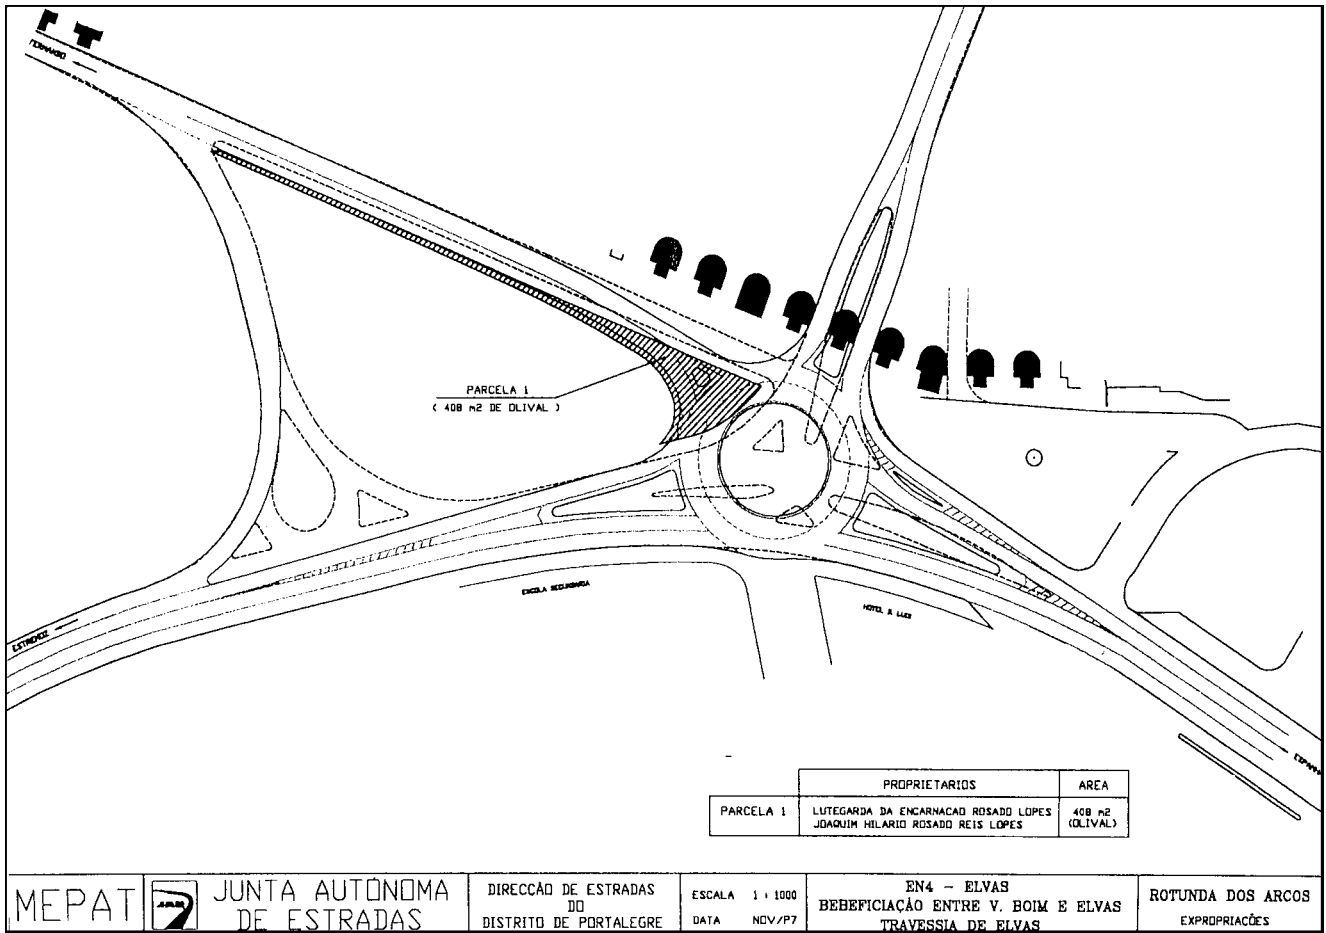 PARCELA 1
( 408 m2 DE OLIVAL )
ESTREMOZ
ESCOLA SECUNDARIA
HOTEL
PROPRIETARIOS AREA
PARCELA 1 LUTEGARDA DA ENCARNACAO ROSADO LOPES 408 m2
JOAQUIM HILARIO ROSADO REIS LOPES (OLIVAL)
MEPAT
JUNTA AUTÓNOMA
DE ESTRADAS
DIRECCÃO DE ESTRADAS
DO
DISTRITO DE PORTALEGRE
ESCALA 1 : 1000
DATA NOV/97
EN4 - ELVAS
BEBEFICIAÇÃO ENTRE V. BOIM E ELVAS
TRAVESSIA DE ELVAS
ROTUNDA DOS ARCOS
EXPROPRIACÕES